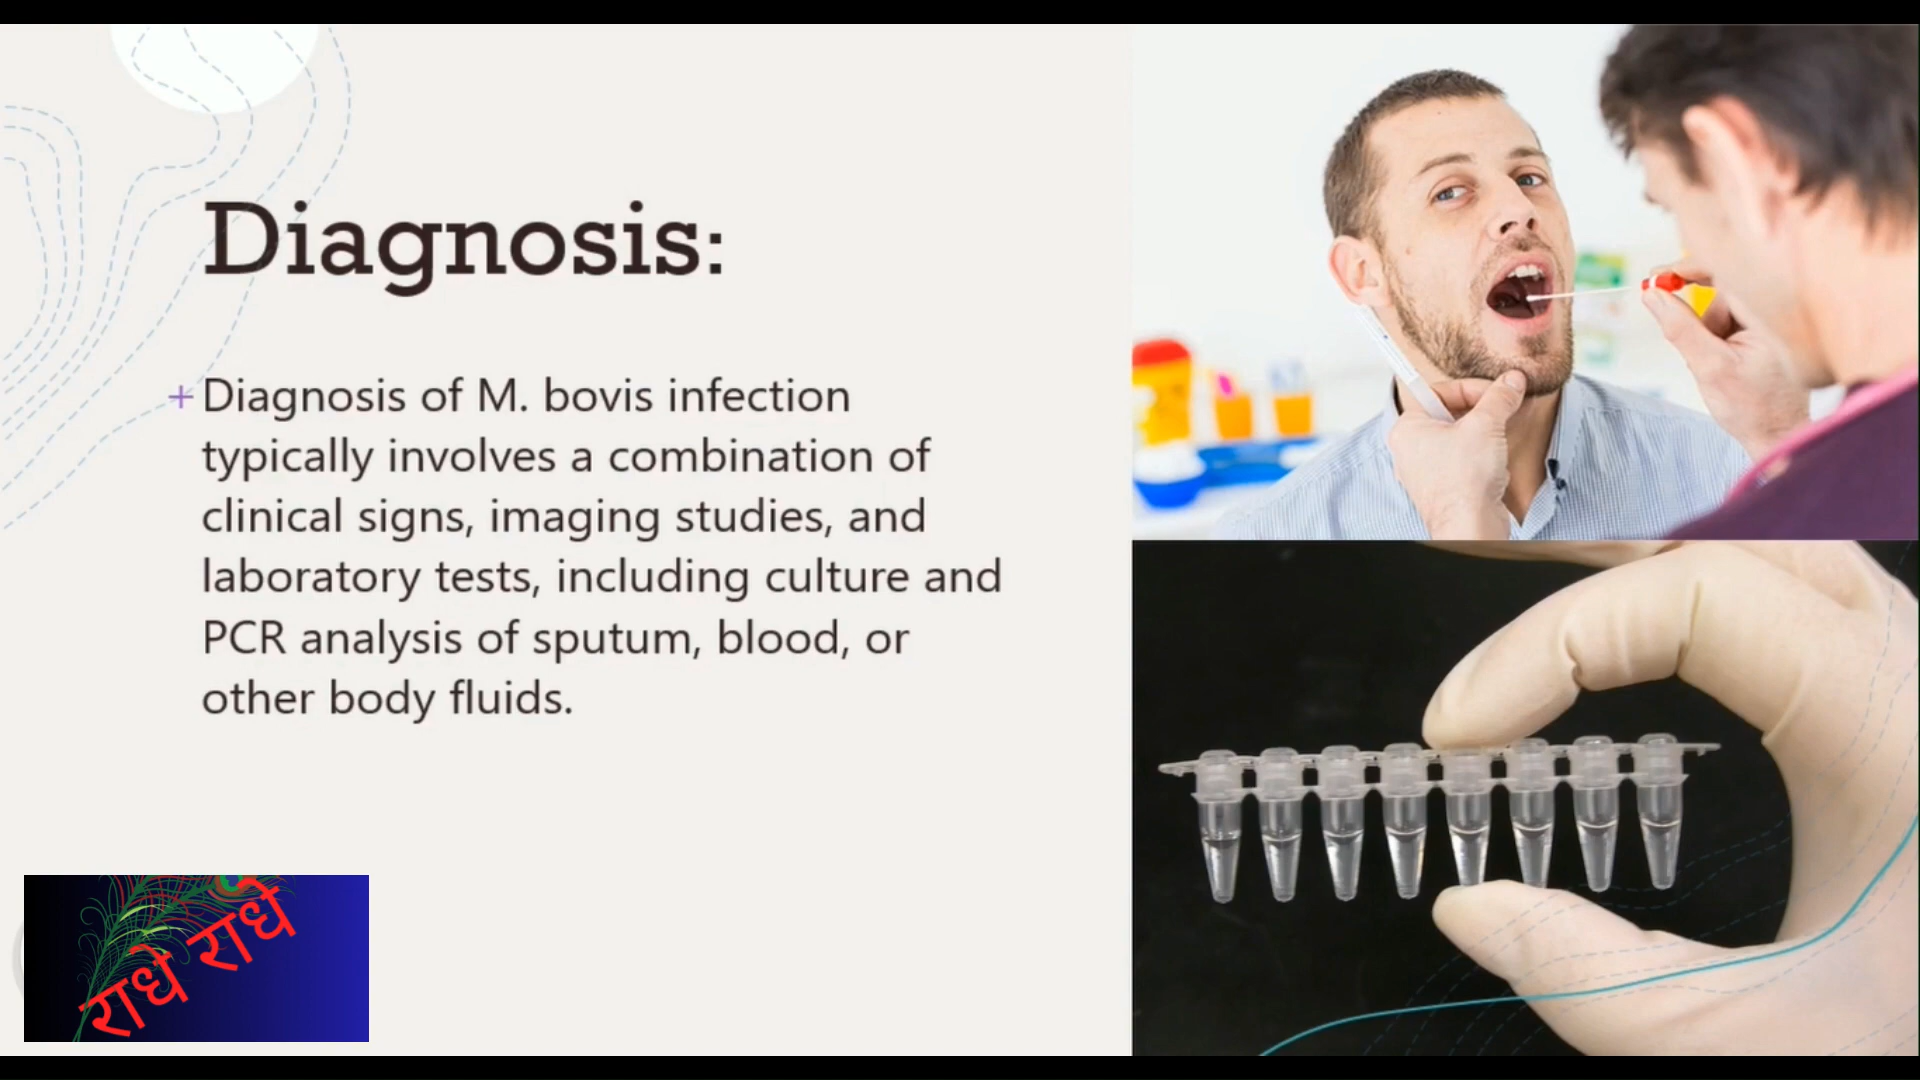 Diagnosis:
+ Diagnosis of M. bovis infection
typically involves a combination of
clinical signs, imaging studies, and
laboratory tests, including culture and
PCR analysis of sputum, blood, or
other body fluids.
राधे राधे